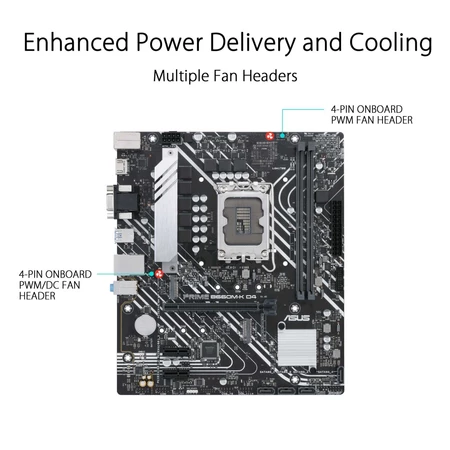 Enhanced Power Delivery and Cooling
Multiple Fan Headers
4-PIN ONBOARD
PWM FAN HEADER
4-PIN ONBOARD
PWM/DC FAN
HEADER
PRIME B660M-K D4
ASUS